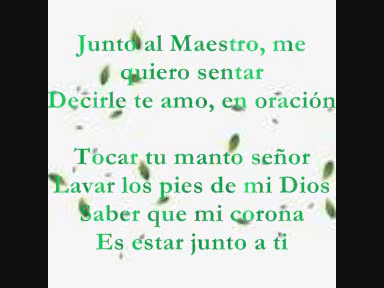 Junto al Maestro, me
quiero sentar
Decirle te amo, en oración
Tocar tu manto señor
Lavar los pies de mi Dios
Saber que mi corona
Es estar junto a ti